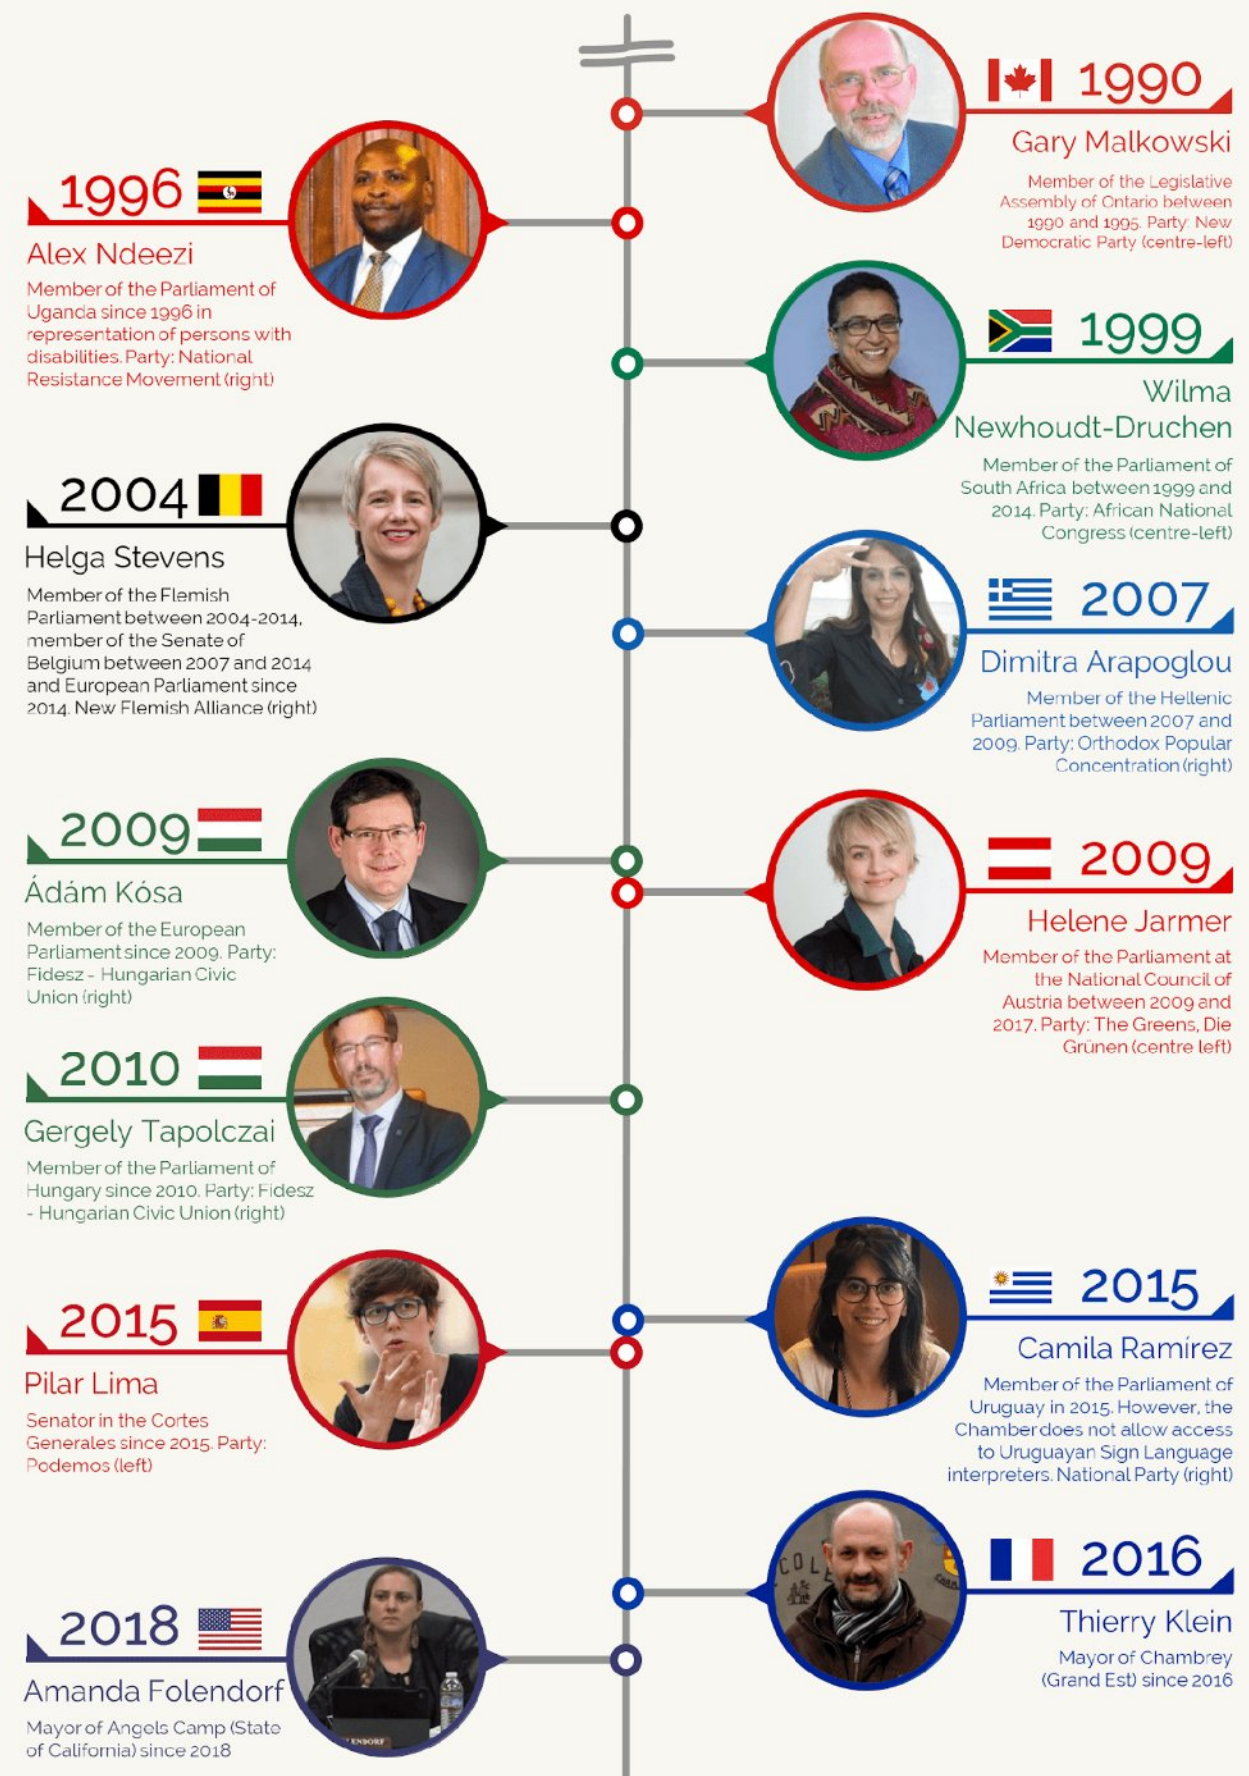 1990
Gary Malkowski
Member of the Legislative
Assembly of Ontario between
1990 and 1995. Party: New
Democratic Party (centre-left)
1996
Alex Ndeezi
Member of the Parliament of
Uganda since 1996 in
representation of persons with
disabilities. Party: National
Resistance Movement (right)
1999
Wilma
Newhoudt-Druchen
Member of the Parliament of
South Africa between 1999 and
2014. Party: African National
Congress (centre-left)
2004
Helga Stevens
Member of the Flemish
Parliament between 2004-2014,
member of the Senate of
Belgium between 2007 and 2014
and European Parliament since
2014. New Flemish Alliance (right)
2007
Dimitra Arapoglou
Member of the Hellenic
Parliament between 2007 and
2009. Party: Orthodox Popular
Concentration (right)
2009
Ádám Kósa
Member of the European
Parliament since 2009. Party:
Fidesz - Hungarian Civic
Union (right)
2009
Helene Jarmer
Member of the Parliament at
the National Council of
Austria between 2009 and
2017. Party: The Greens, Die
Grünen (centre left)
2010
Gergely Tapolczai
Member of the Parliament of
Hungary since 2010. Party: Fidesz
- Hungarian Civic Union (right)
2015
Camila Ramírez
Member of the Parliament of
Uruguay in 2015. However, the
Chamber does not allow access
to Uruguayan Sign Language
interpreters. National Party (right)
2015
Pilar Lima
Senator in the Cortes
Generales since 2015. Party:
Podemos (left)
2016
Thierry Klein
Mayor of Chambrey
(Grand Est) since 2016
COLE
2018
Amanda Folendorf
Mayor of Angels Camp (State
of California) since 2018
LENDORF